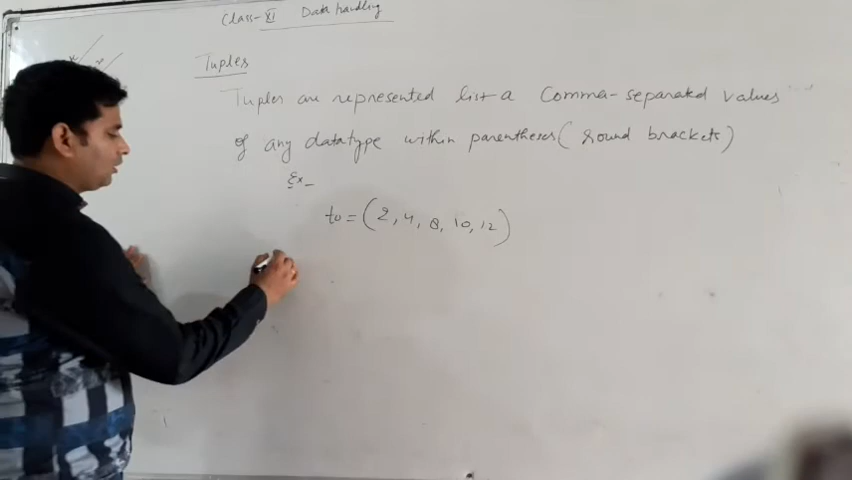 Class-XI Data handling
Tuples
Tuples are represented list a Comma-separated values
of any datatype within parentheses (round brackets)
Ex-
to = (2, 4, 8, 10, 12)